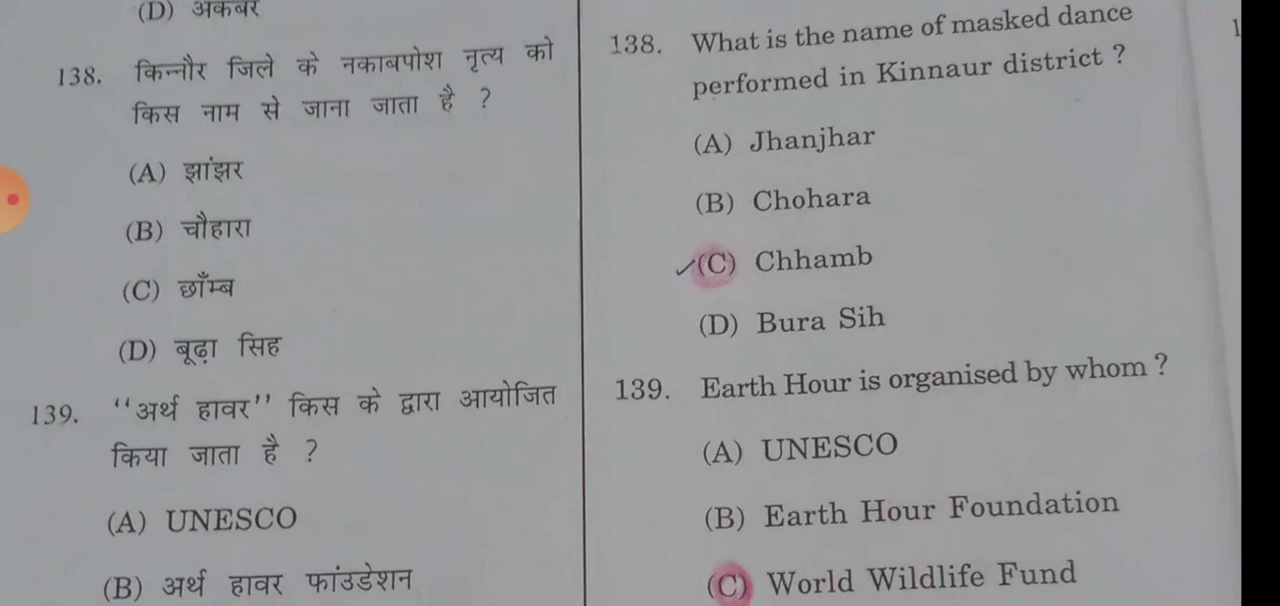 (D) अकबर
138. किन्नौर जिले के नकाबपोश नृत्य को
किस नाम से जाना जाता है ?
(A) झांझर
(B) चौहारा
(C) छाँम्ब
(D) बूढ़ा सिह
139. ‘‘अर्थ हावर’’ किस के द्वारा आयोजित
किया जाता है ?
(A) UNESCO
(B) अर्थ हावर फांउडेशन
138. What is the name of masked dance
performed in Kinnaur district ?
(A) Jhanjhar
(B) Chohara
(C) Chhamb
(D) Bura Sih
139. Earth Hour is organised by whom ?
(A) UNESCO
(B) Earth Hour Foundation
(C) World Wildlife Fund